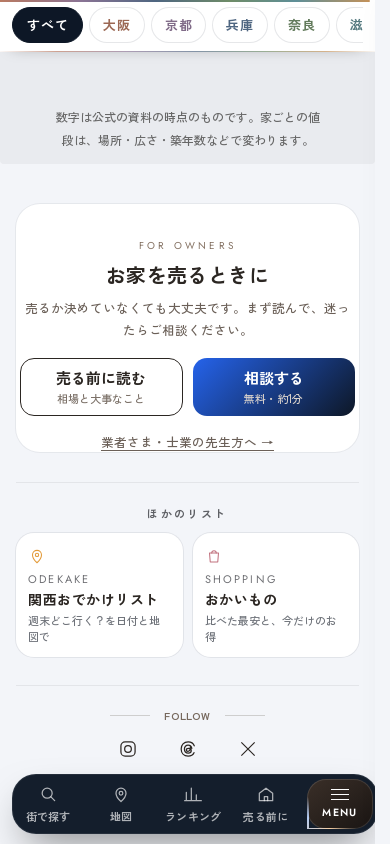 すべて 大阪 京都 兵庫 奈良 滋
数字は公式の資料の時点のものです。家ごとの値
段は、場所・広さ・築年数などで変わります。
FOR OWNERS
お家を売るときに
売るか決めていなくても大丈夫です。まず読んで、迷っ
たらご相談ください。
売る前に読む
相場と大事なこと
相談する
無料・約1分
業者さま・士業の先生方へ →
ほかのリスト
ODEKAKE
関西おでかけリスト
週末どこ行く？を日付と地
図で
SHOPPING
おかいもの
比べた最安と、今だけのお
得
FOLLOW
街で探す 地図 ランキング 売る前に MENU